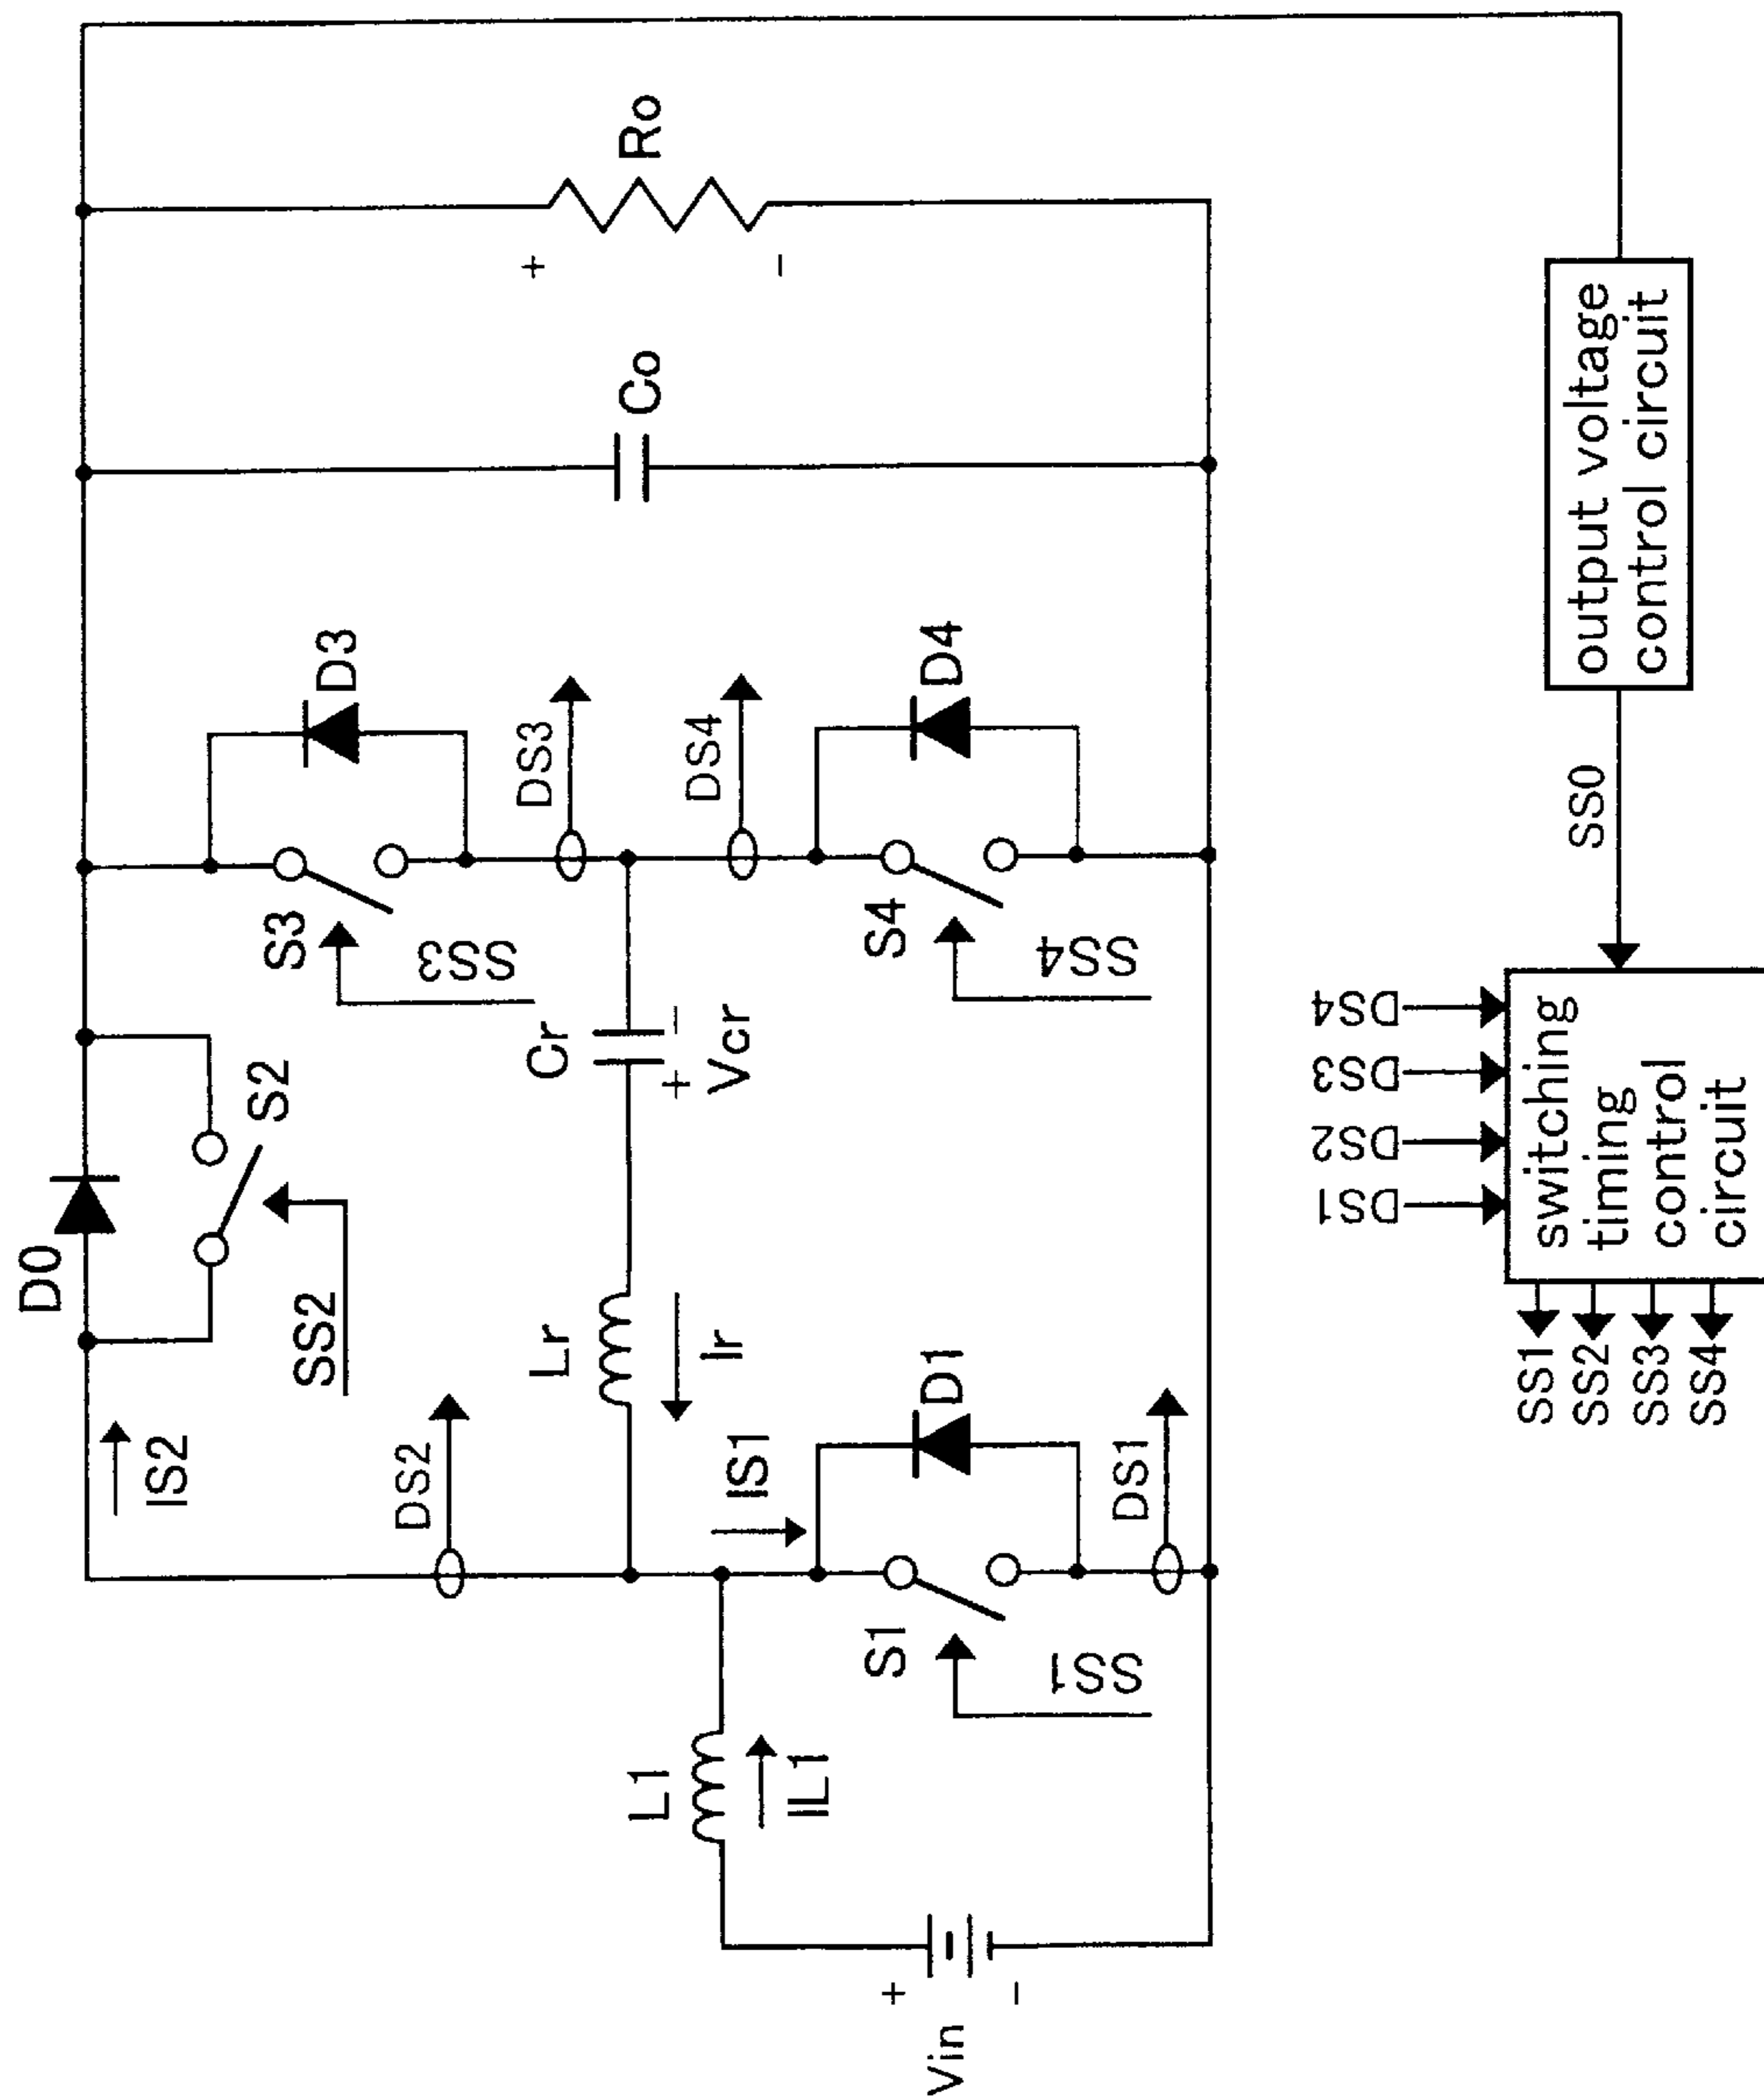 D0
S2
SS2
IS2
DS2
Lr
Ir
Cr
+ -
Vcr
S3
SS3
D3
DS3
DS4
S4
SS4
D4
Co
Ro
+
-
L1
IL1
IS1
S1
SS1
D1
DS1
Vin
+
-
DS1
DS2
DS3
DS4
switching
timing
control
circuit
SS1
SS2
SS3
SS4
SS0
output voltage
control circuit